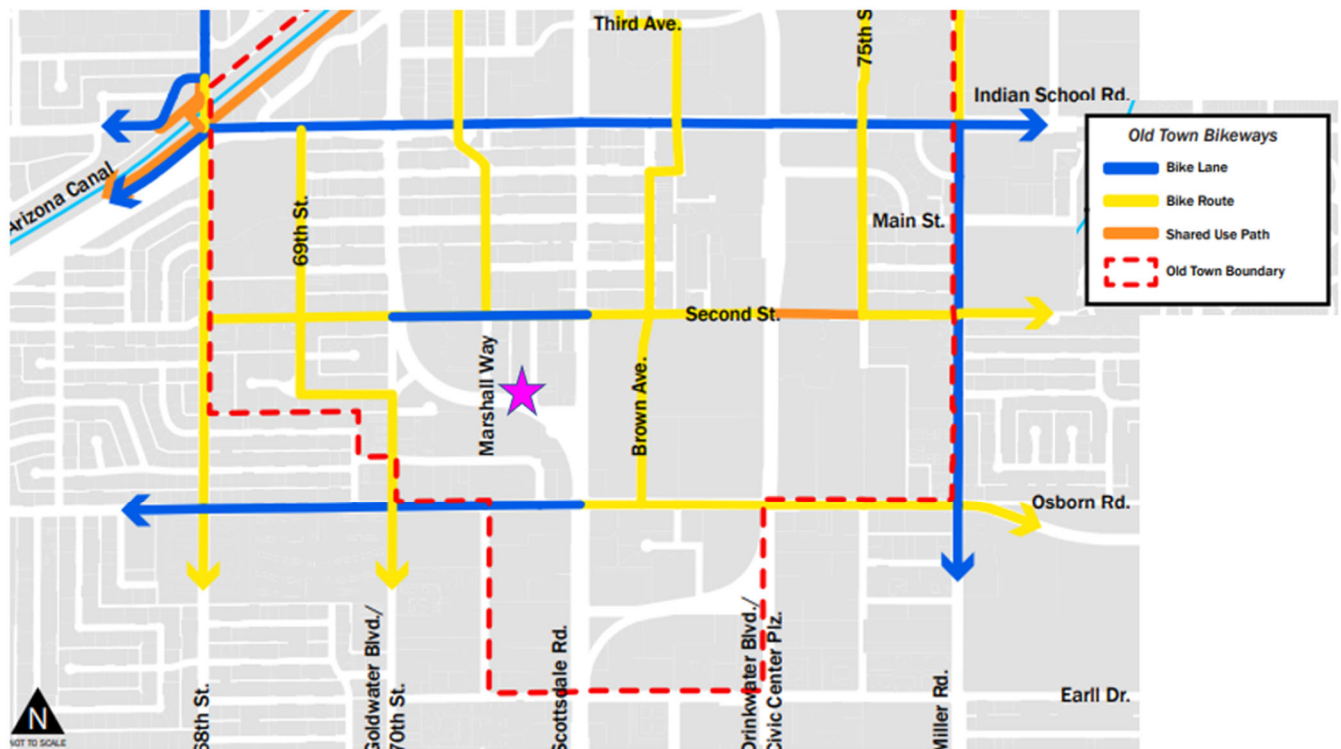 Third Ave.
75th S
Indian School Rd.
Old Town Bikeways
Bike Lane
Bike Route
Shared Use Path
Old Town Boundary
Arizona Canal
69th St.
Main St.
Second St.
Marshall Way
Brown Ave.
Osborn Rd.
68th St.
Goldwater Blvd./
70th St.
Scottsdale Rd.
Drinkwater Blvd./
Civic Center Plz.
Miller Rd.
Earll Dr.
N
NOT TO SCALE